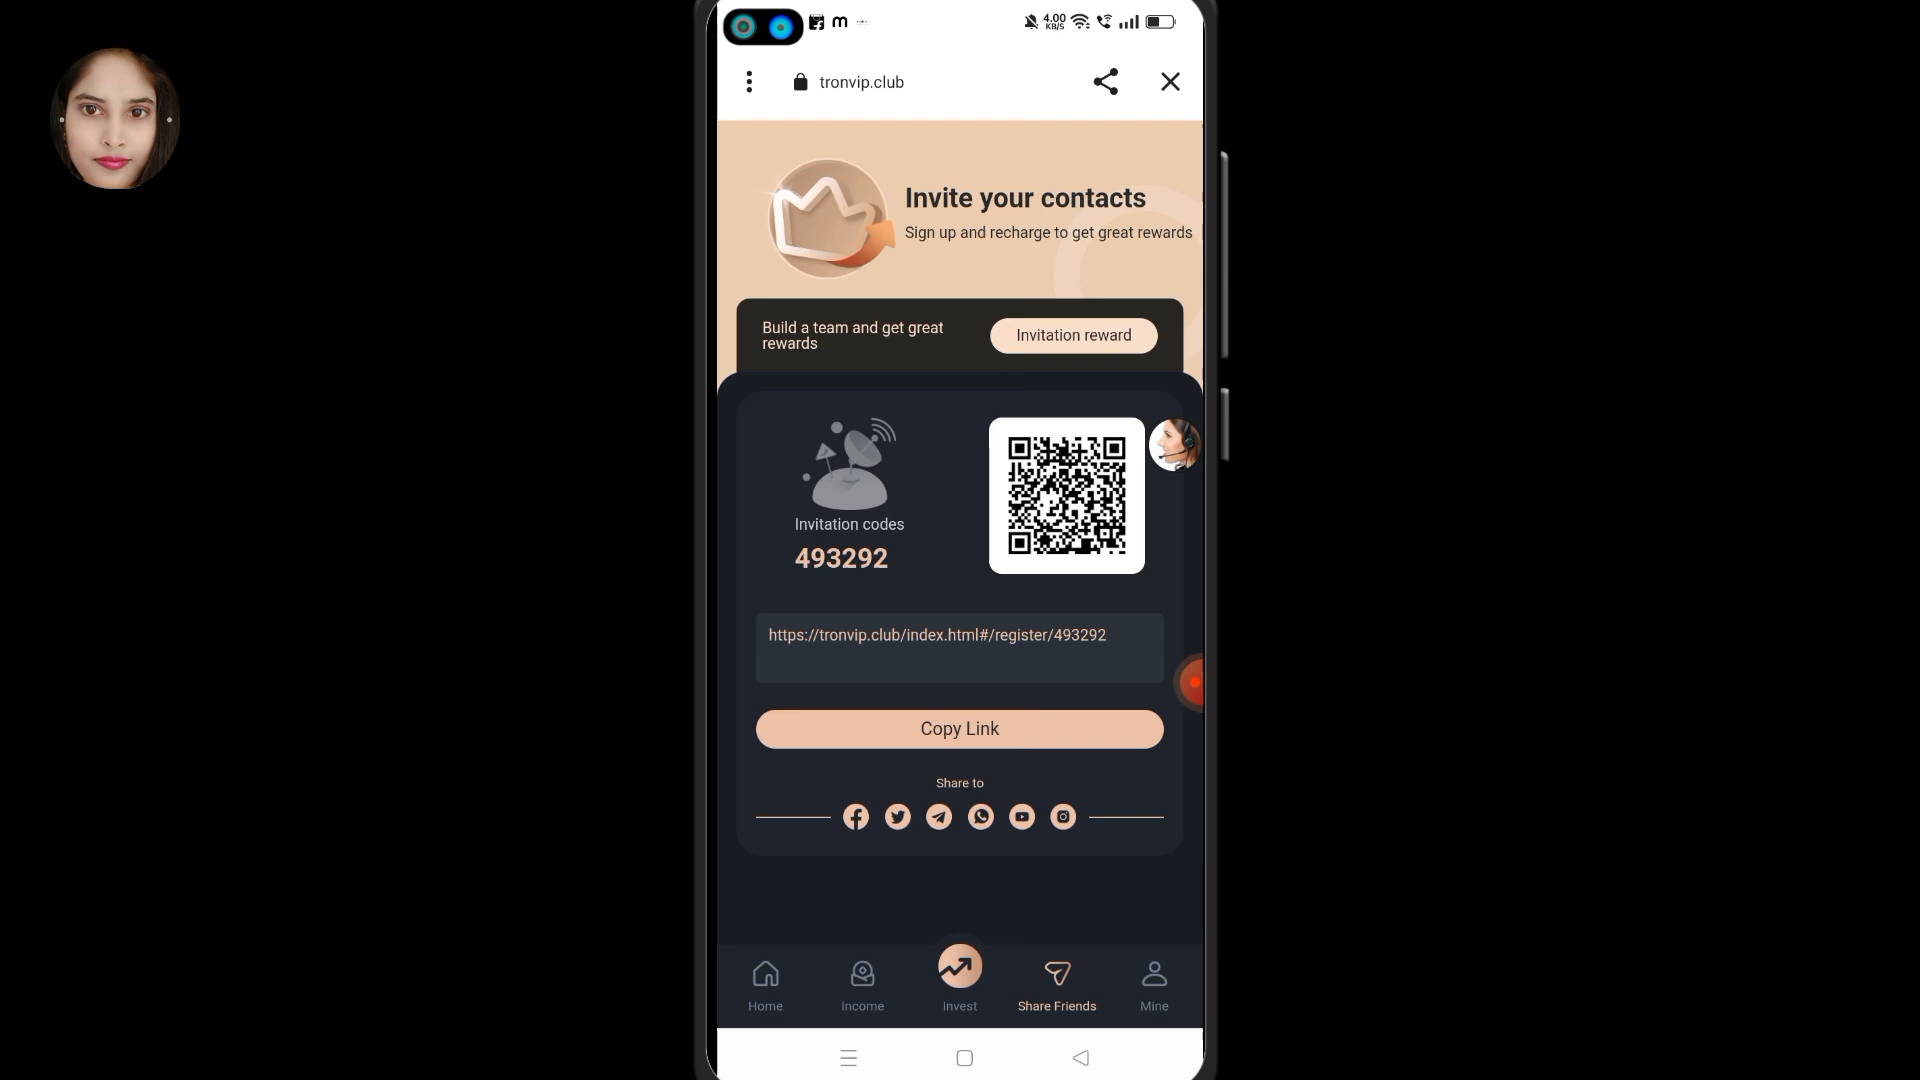 4.00
KB/S
tronvip.club
Invite your contacts
Sign up and recharge to get great rewards
Build a team and get great
rewards
Invitation reward
Invitation codes
493292
https://tronvip.club/index.html#/register/493292
Copy Link
Share to
Home
Income
Invest
Share Friends
Mine